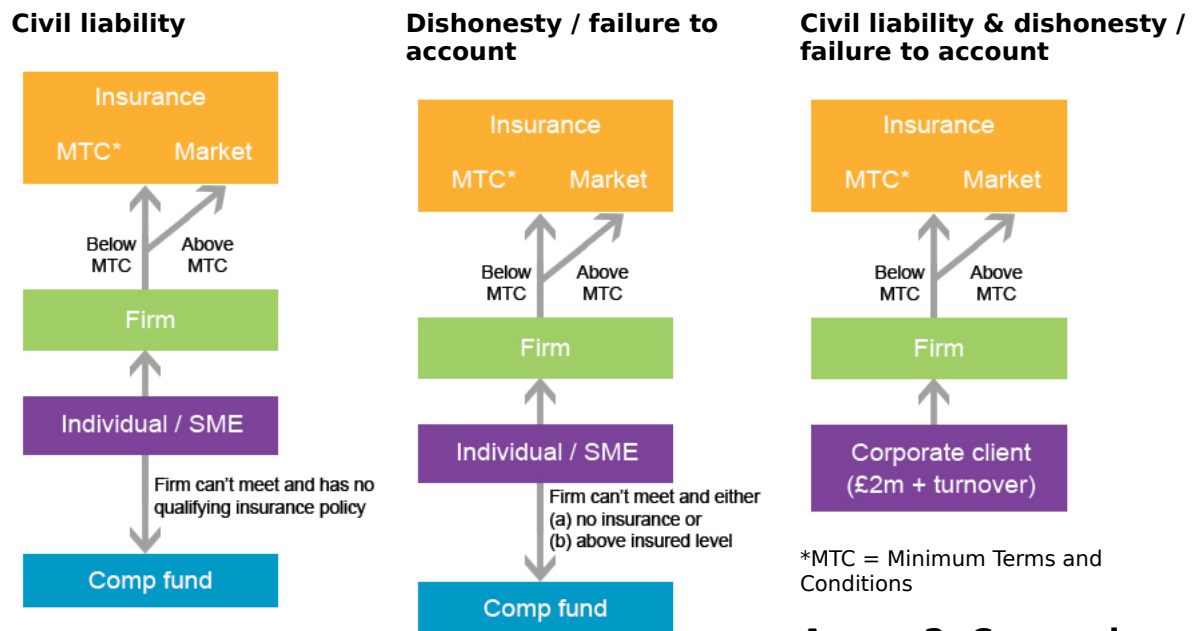 Civil liability
Insurance
MTC* Market
Below
MTC
Above
MTC
Firm
Individual / SME
Firm can't meet and has no
qualifying insurance policy
Comp fund
Dishonesty / failure to
account
Insurance
MTC* Market
Below
MTC
Above
MTC
Firm
Individual / SME
Firm can't meet and either
(a) no insurance or
(b) above insured level
Comp fund
Civil liability & dishonesty /
failure to account
Insurance
MTC* Market
Below
MTC
Above
MTC
Firm
Corporate client
(£2m + turnover)
*MTC = Minimum Terms and
Conditions